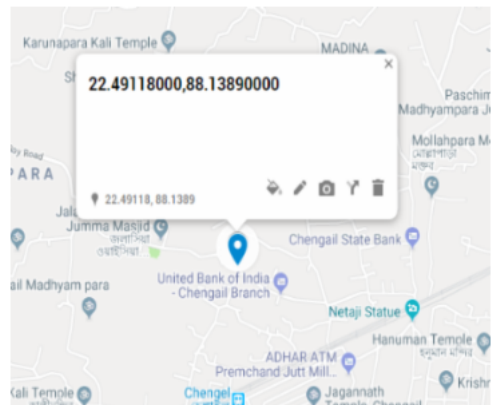 Karunapara Kali Temple
MADINA
22.49118000,88.13890000
Paschim
Madhyampara
Mollahpara
PARA
22.49118, 88.1389
Jumma Masjid
Chengail State Bank
ail Madhyam para
United Bank of India
- Chengail Branch
Netaji Statue
Hanuman Temple
ADHAR ATM
Premchand Jutt Mill...
Kali Temple
Chengel
Jagannath
Krishn